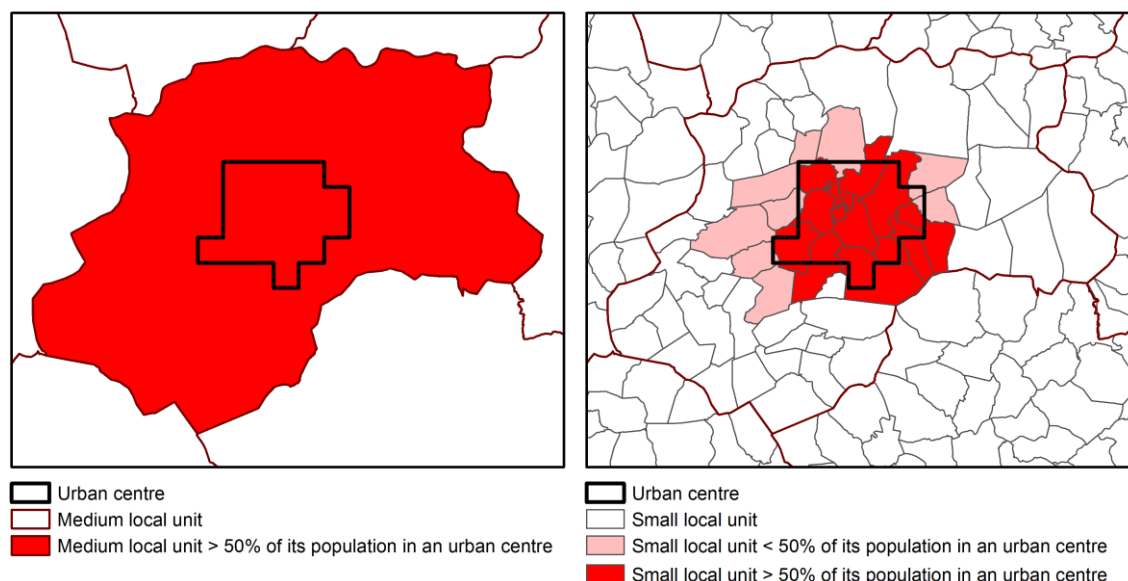 Urban centre
Medium local unit
Medium local unit > 50% of its population in an urban centre
Urban centre
Small local unit
Small local unit < 50% of its population in an urban centre
Small local unit > 50% of its population in an urban centre